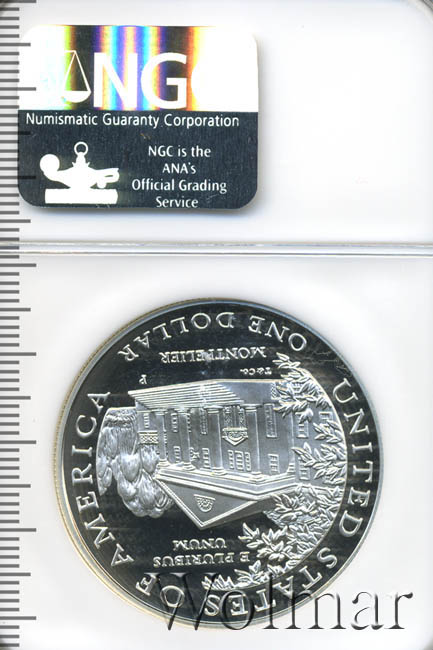 NGC
Numismatic Guaranty Corporation
NGC is the
ANA's
Official Grading
Service
UNITED STATES OF AMERICA
ONE DOLLAR
MONTPELIER
T & CO.
P
E PLURIBUS
UNUM
Wolmar